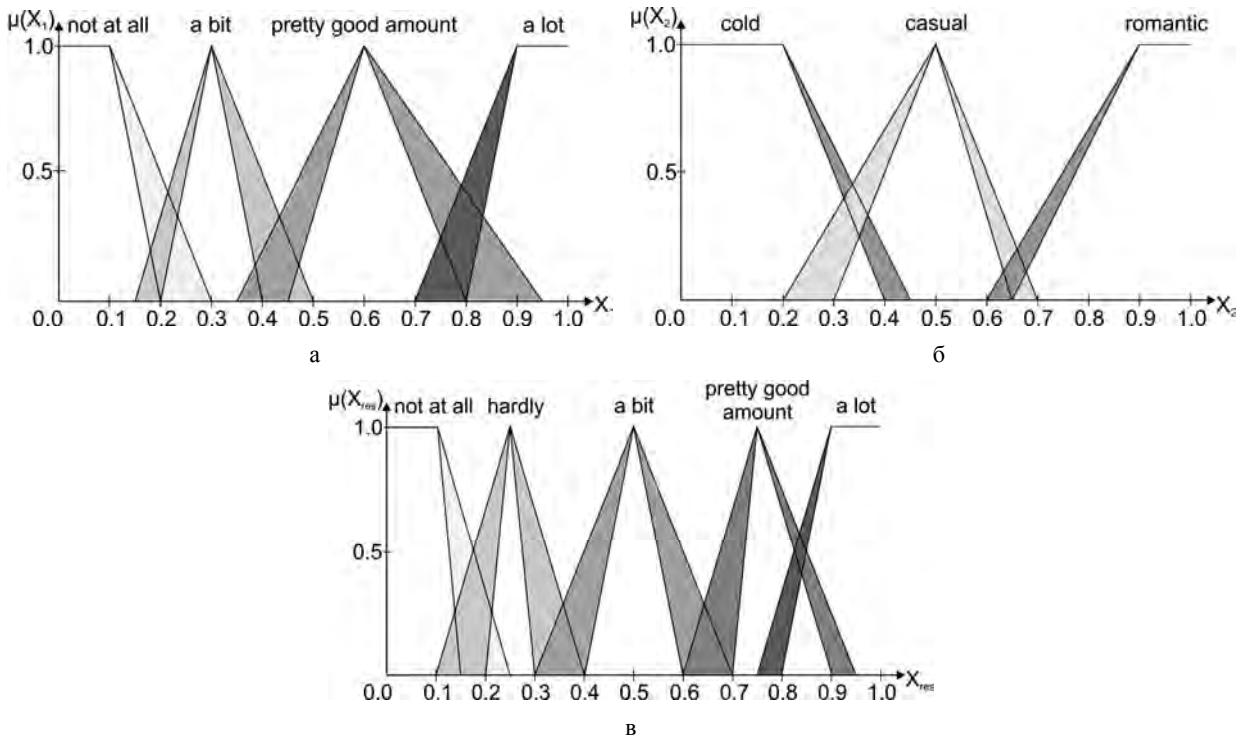 μ(X₁) not at all a bit pretty good amount a lot
1.0
0.5
0.0 0.1 0.2 0.3 0.4 0.5 0.6 0.7 0.8 0.9 1.0 X
а
μ(X₂) cold casual romantic
1.0
0.5
0.0 0.1 0.2 0.3 0.4 0.5 0.6 0.7 0.8 0.9 1.0 X₂
б
pretty good
μ(Xres) not at all hardly a bit amount a lot
1.0
0.5
0.0 0.1 0.2 0.3 0.4 0.5 0.6 0.7 0.8 0.9 1.0 Xres
в